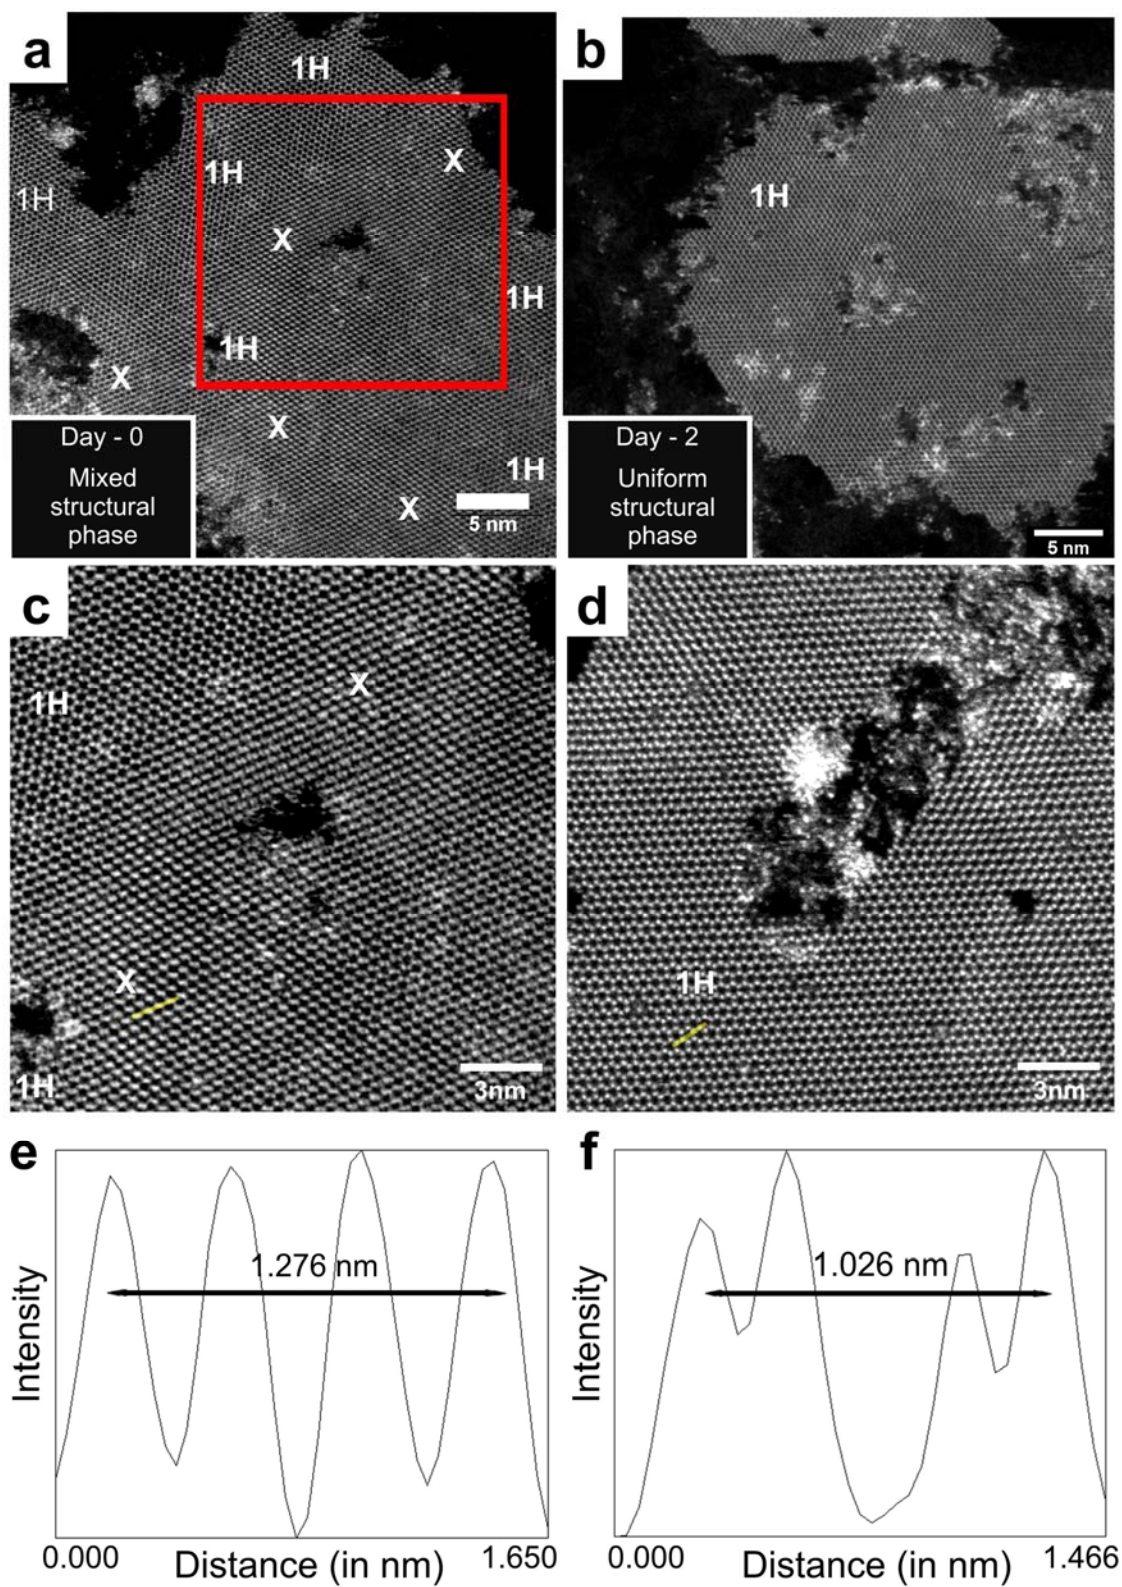 a
1H
X
1H
1H
X
1H
1H
X
X
1H
X
Day - 0
Mixed
structural
phase
5 nm
b
1H
Day - 2
Uniform
structural
phase
5 nm
c
X
1H
X
1H
3nm
d
1H
3nm
e
1.276 nm
Intensity
0.000
Distance (in nm)
1.650
f
1.026 nm
Intensity
0.000
Distance (in nm)
1.466